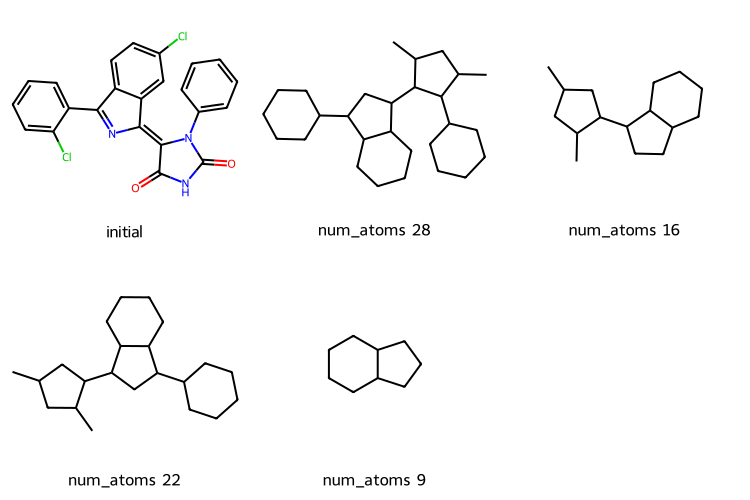 Cl
N
N
O
Cl
O
N
H
initial
num_atoms 28
num_atoms 16
num_atoms 22
num_atoms 9